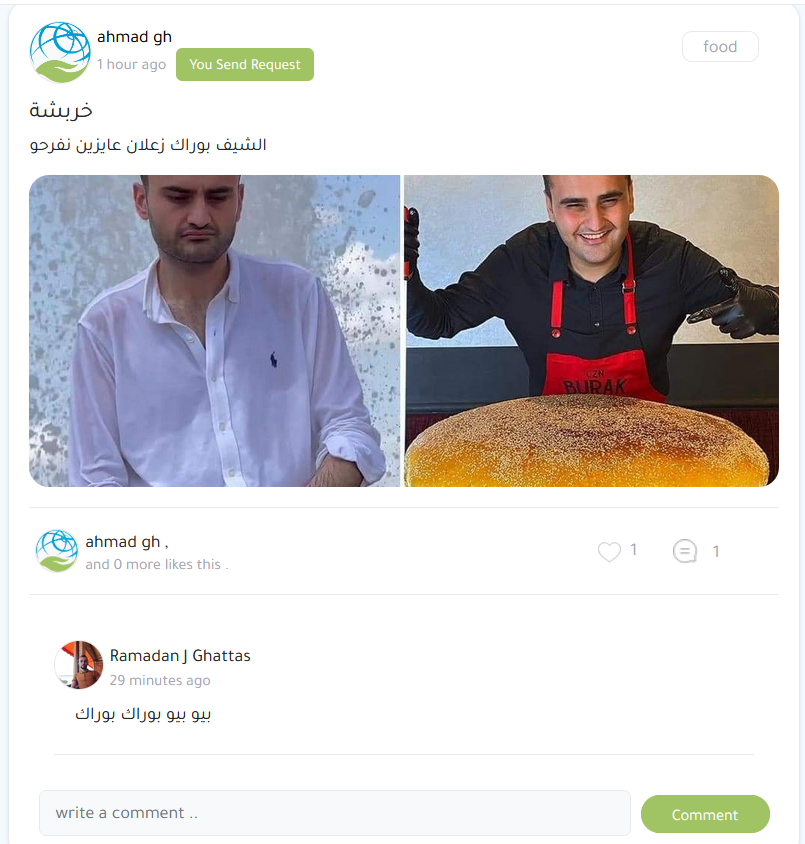 ahmad gh
1 hour ago
You Send Request
food
خربشة
الشيف بوراك زعلان عايزين نفرحو
CZN
BURAK
ahmad gh ,
and 0 more likes this .
1
1
Ramadan J Ghattas
29 minutes ago
بيو بيو بوراك بوراك
write a comment ..
Comment